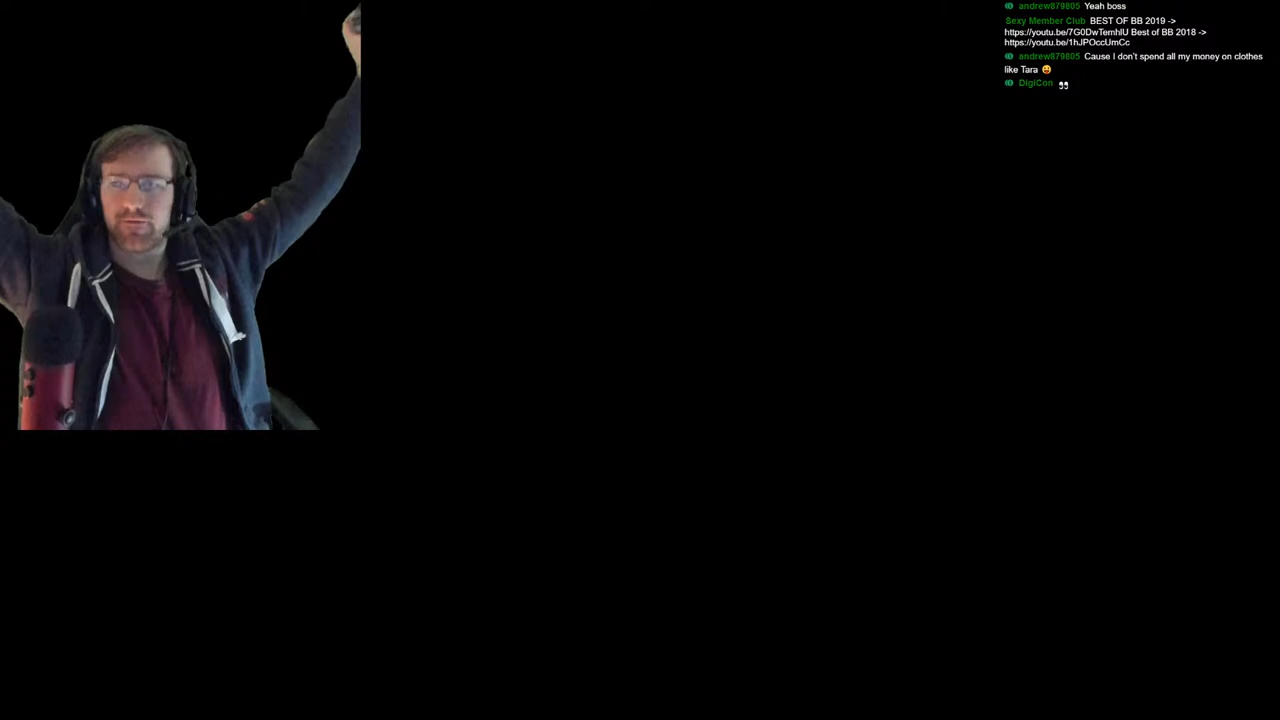 andrew879805 Yeah boss
Sexy Member Club BEST OF BB 2019 ->
https://youtu.be/7G0DwTemhlU Best of BB 2018 ->
https://youtu.be/1hJPOccUmCc
andrew879805 Cause I don't spend all my money on clothes
like Tara 😛
DigiCon 👀